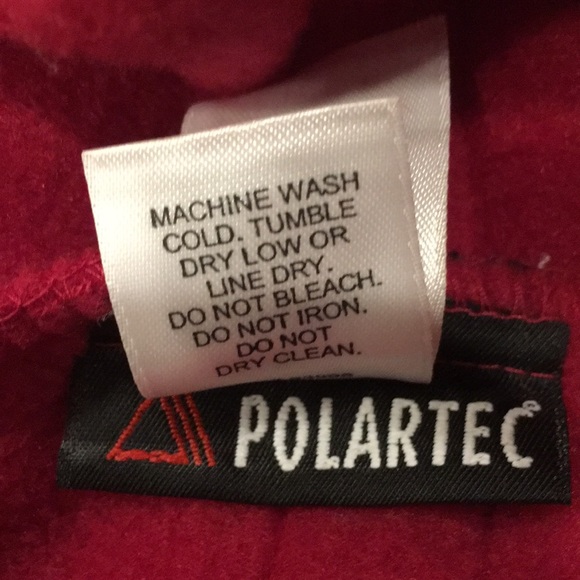 MACHINE WASH
COLD. TUMBLE
DRY LOW OR
LINE DRY.
DO NOT BLEACH.
DO NOT IRON.
DO NOT
DRY CLEAN.
POLARTEC®